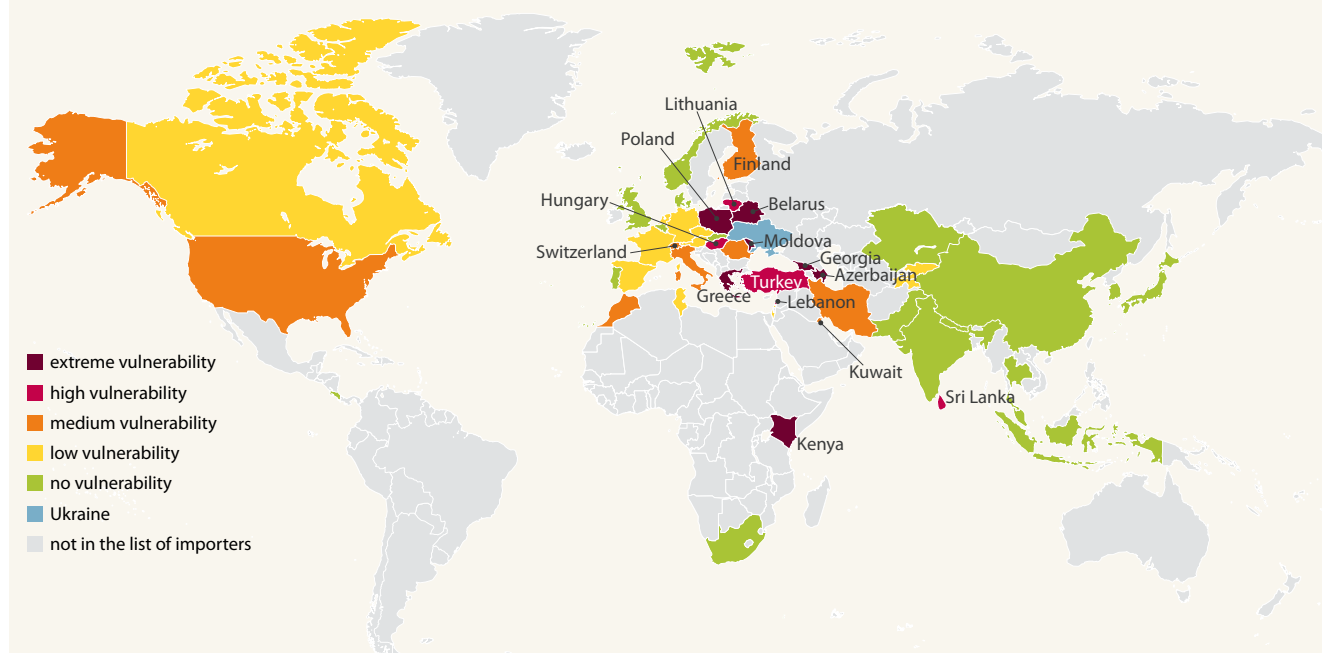 Lithuania
Poland
Finland
Hungary
Belarus
Switzerland
Moldova
Georgia
Azerbaijan
Turkey
Greece
Lebanon
Kuwait
Sri Lanka
Kenya
extreme vulnerability
high vulnerability
medium vulnerability
low vulnerability
no vulnerability
Ukraine
not in the list of importers